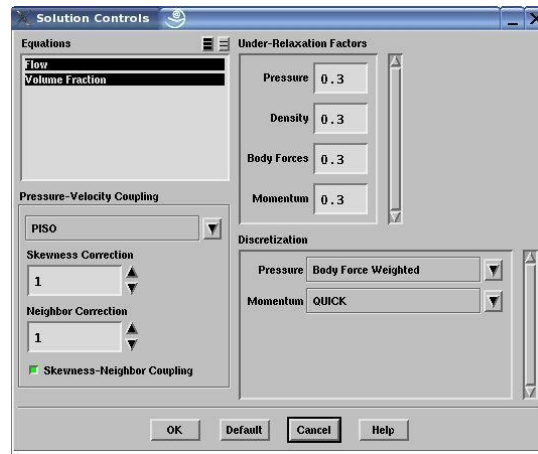 Solution Controls
Equations
Flow
Volume Fraction
Under-Relaxation Factors
Pressure 0.3
Density 0.3
Body Forces 0.3
Momentum 0.3
Pressure-Velocity Coupling
PISO
Skewness Correction
1
Neighbor Correction
1
Skewness-Neighbor Coupling
Discretization
Pressure Body Force Weighted
Momentum QUICK
OK Default Cancel Help